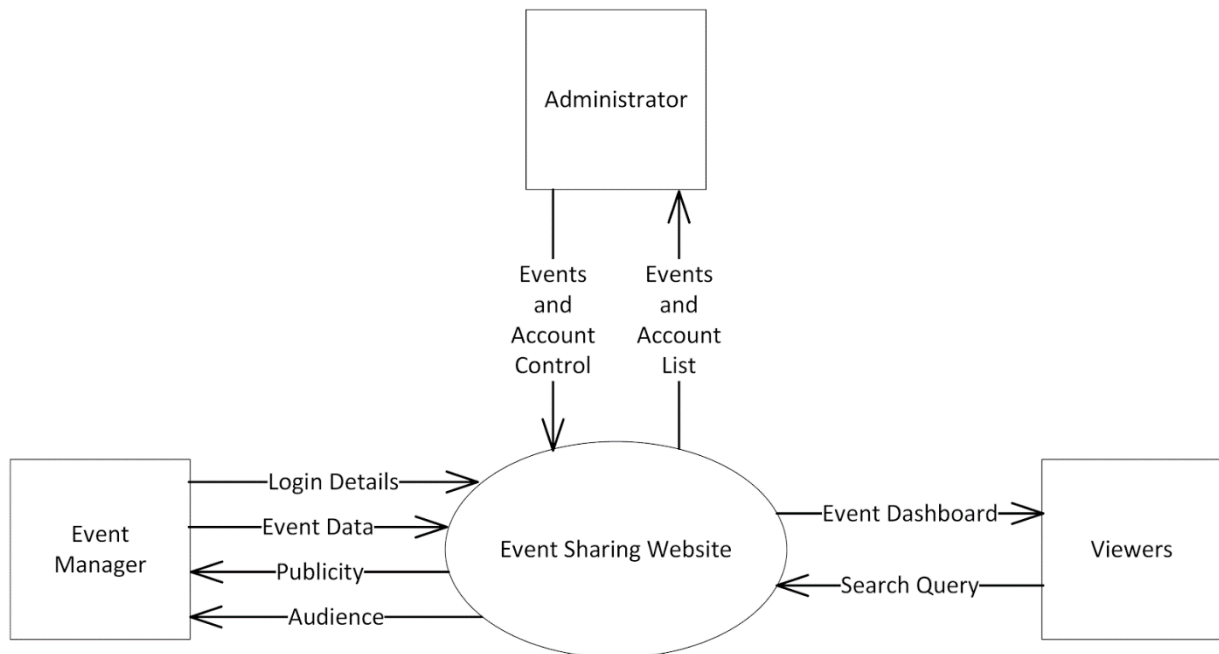 Administrator
Events
and
Account
Control
Events
and
Account
List
Event
Manager
Login Details
Event Data
Publicity
Audience
Event Sharing Website
Event Dashboard
Search Query
Viewers